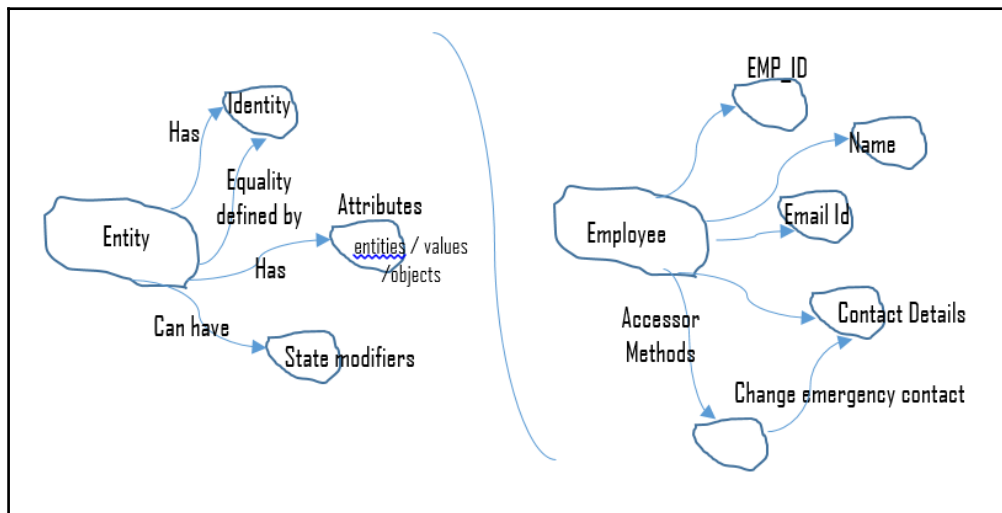 Identity
Has
Equality
defined by
Attributes
entities / values
/objects
Entity
Has
Can have
State modifiers
EMP_ID
Name
Email Id
Employee
Contact Details
Accessor
Methods
Change emergency contact